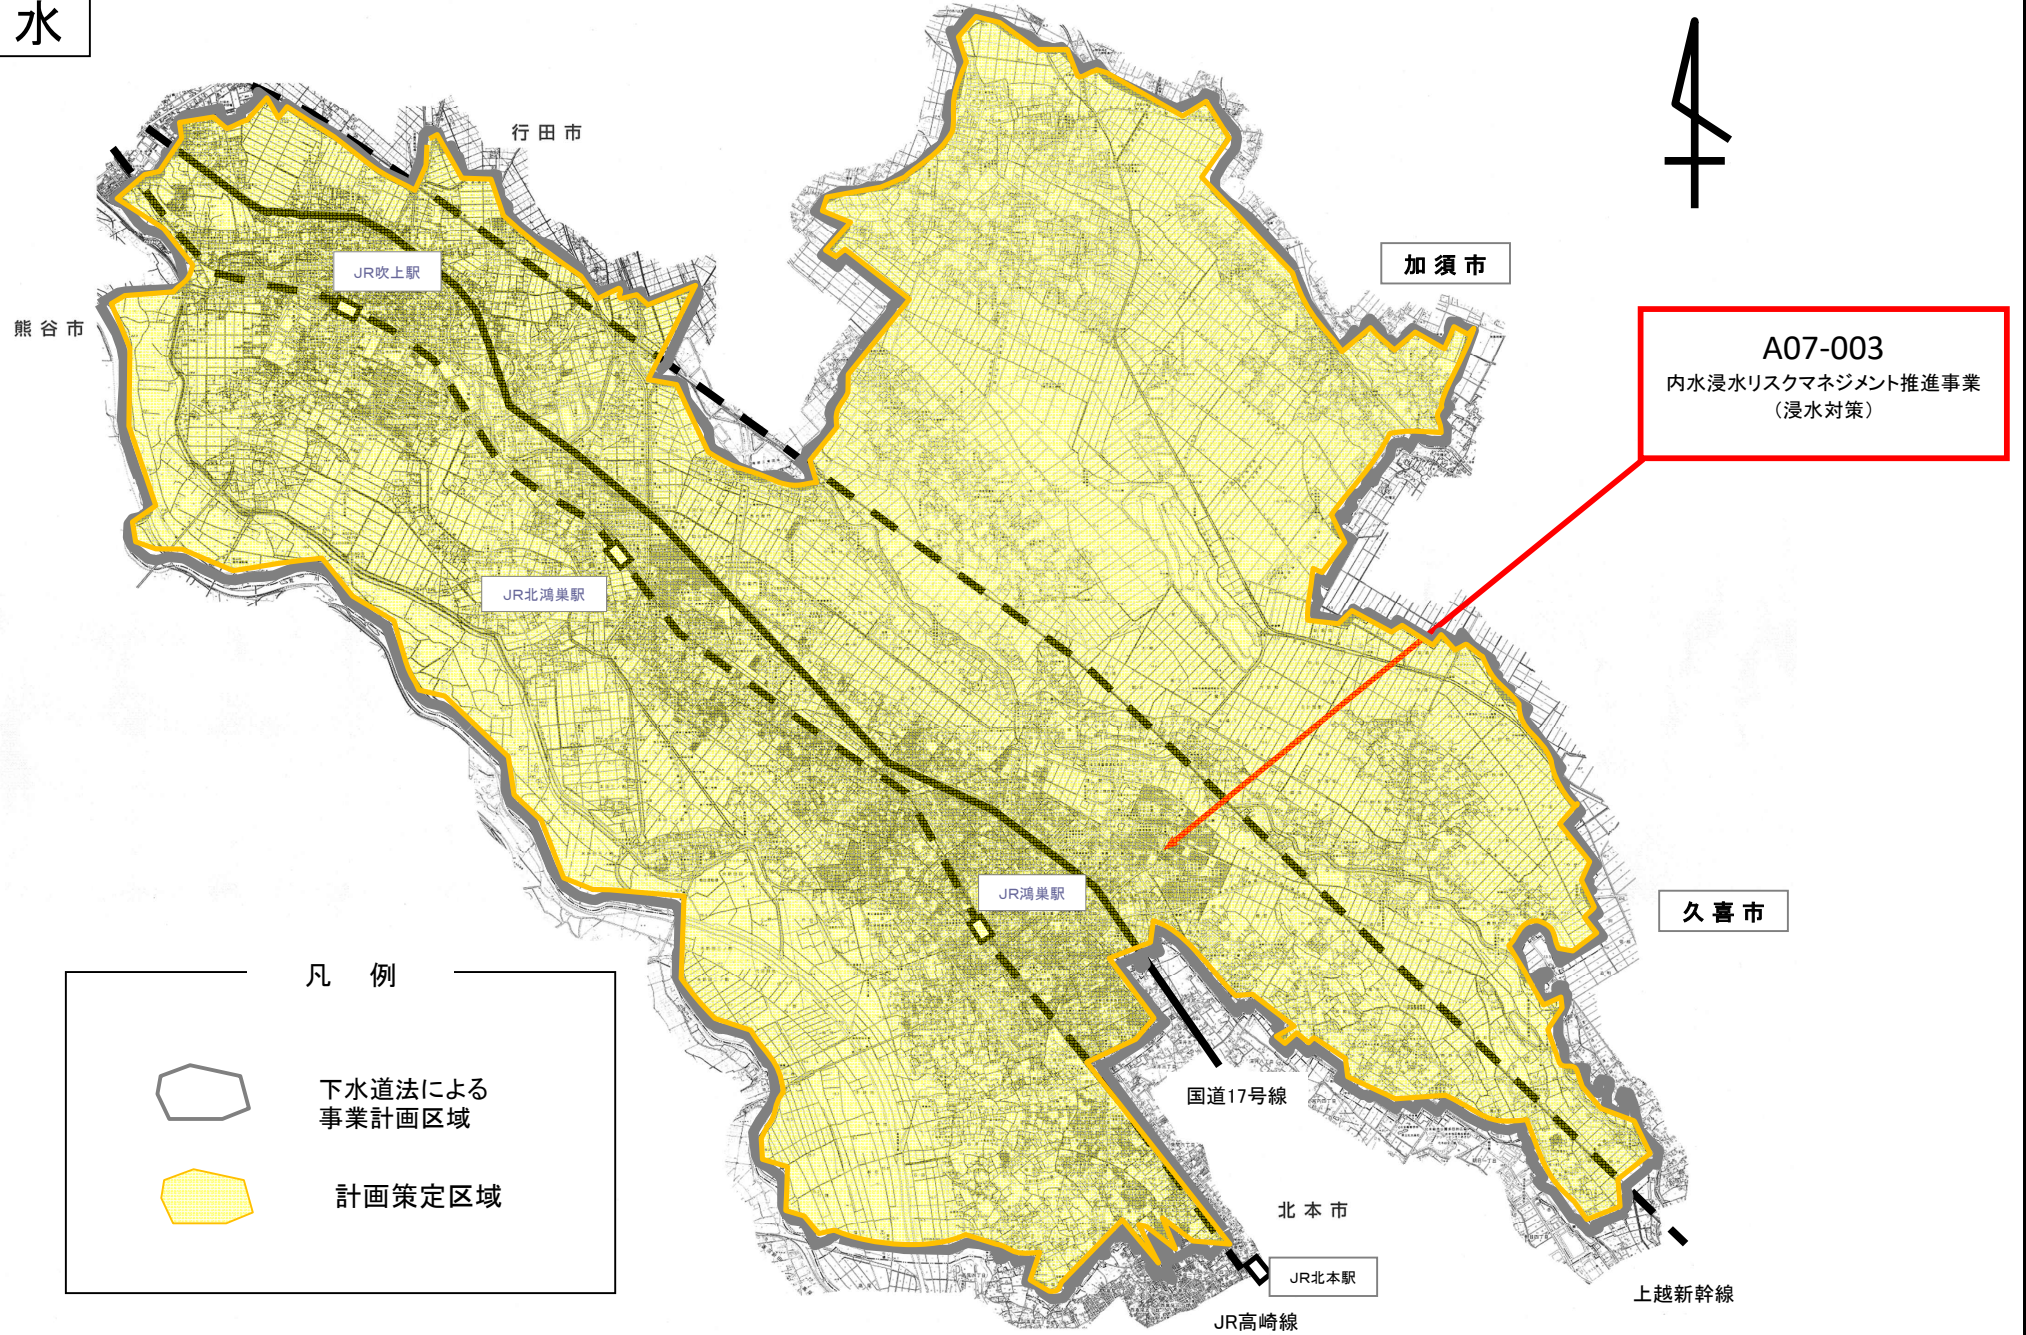 水
行田市
加須市
JR吹上駅
熊谷市
A07-003
内水浸水リスクマネジメント推進事業
（浸水対策）
JR北鴻巣駅
JR鴻巣駅
久喜市
凡 例
下水道法による
事業計画区域
計画策定区域
国道17号線
北本市
JR北本駅
上越新幹線
JR高崎線